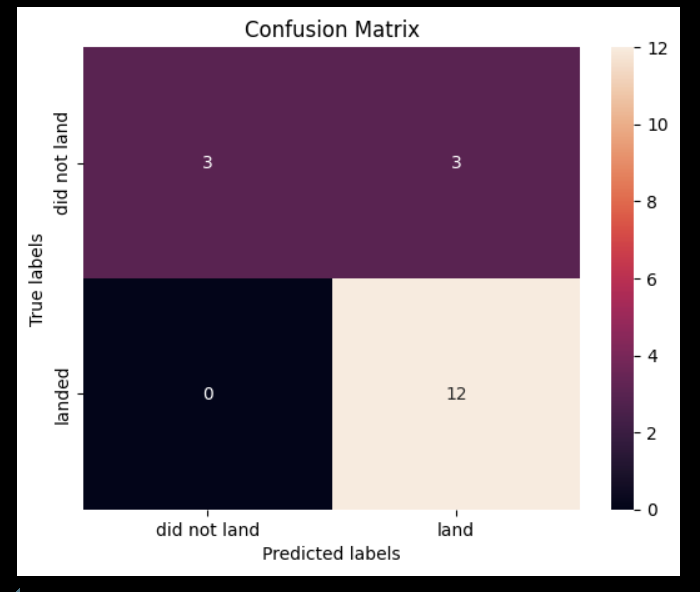 Confusion Matrix
True labels
did not land
landed
3
3
0
12
did not land
land
Predicted labels
12
10
8
6
4
2
0